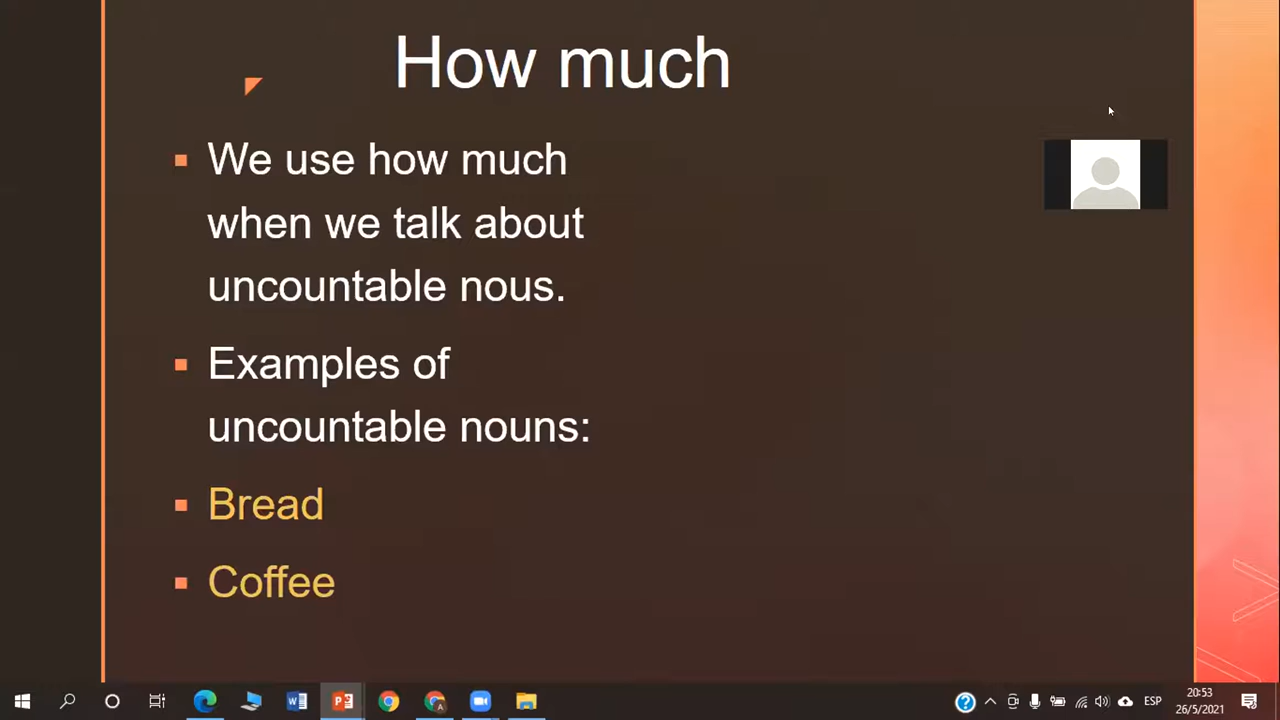 How much
We use how much
when we talk about
uncountable nous.
Examples of
uncountable nouns:
Bread
Coffee
ESP
20:53
26/5/2021